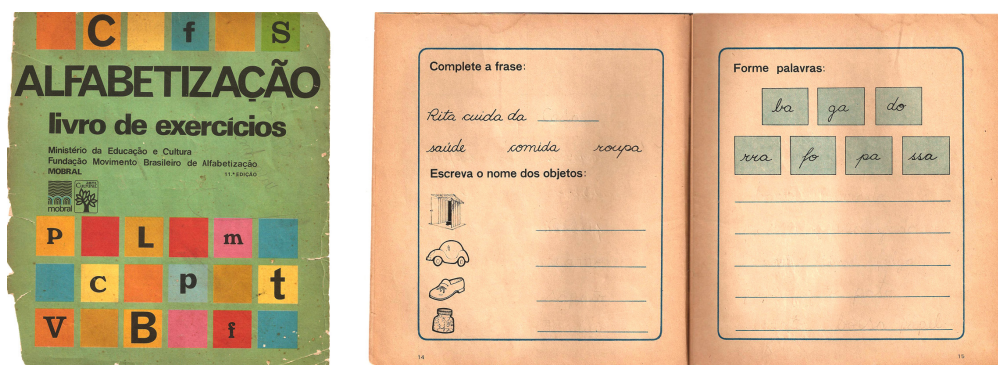 C f S
ALFABETIZAÇÃO
livro de exercícios
Ministério da Educação e Cultura
Fundação Movimento Brasileiro de Alfabetização
MOBRAL
11.ª EDIÇÃO
mobral
P L m
c p t
V B f
Complete a frase:
Rita cuida da
saúde comida roupa
Escreva o nome dos objetos:
14
Forme palavras:
ba ga do
rra fo pa ssa
15